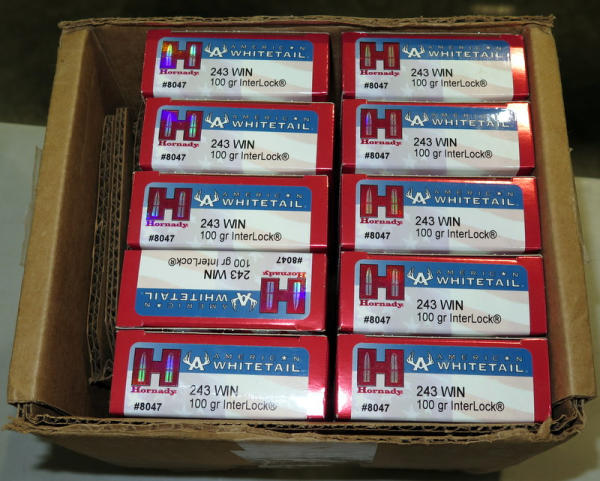 AMERICAN
WHITETAIL
Hornady
243 WIN
#8047
100 gr InterLock®
AMERICAN
WHITETAIL
Hornady
243 WIN
#8047
100 gr InterLock®
AMERICAN
WHITETAIL
Hornady
243 WIN
#8047
100 gr InterLock®
AMERICAN
WHITETAIL
Hornady
243 WIN
#8047
100 gr InterLock®
AMERICAN
WHITETAIL
Hornady
243 WIN
#8047
100 gr InterLock®
AMERICAN
WHITETAIL
Hornady
243 WIN
#8047
100 gr InterLock®
AMERICAN
WHITETAIL
Hornady
243 WIN
#8047
100 gr InterLock®
AMERICAN
WHITETAIL
Hornady
243 WIN
#8047
100 gr InterLock®
AMERICAN
WHITETAIL
Hornady
243 WIN
#8047
100 gr InterLock®
AMERICAN
WHITETAIL
Hornady
243 WIN
#8047
100 gr InterLock®